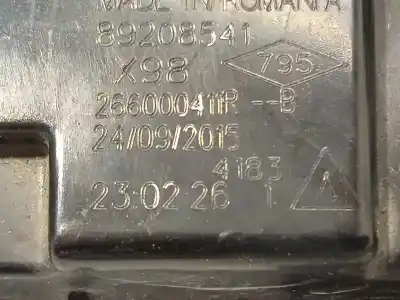 MADE IN ROMANIA
89208541
X98 795
266000411R --B
24/09/2015
4183
23:02 26 1